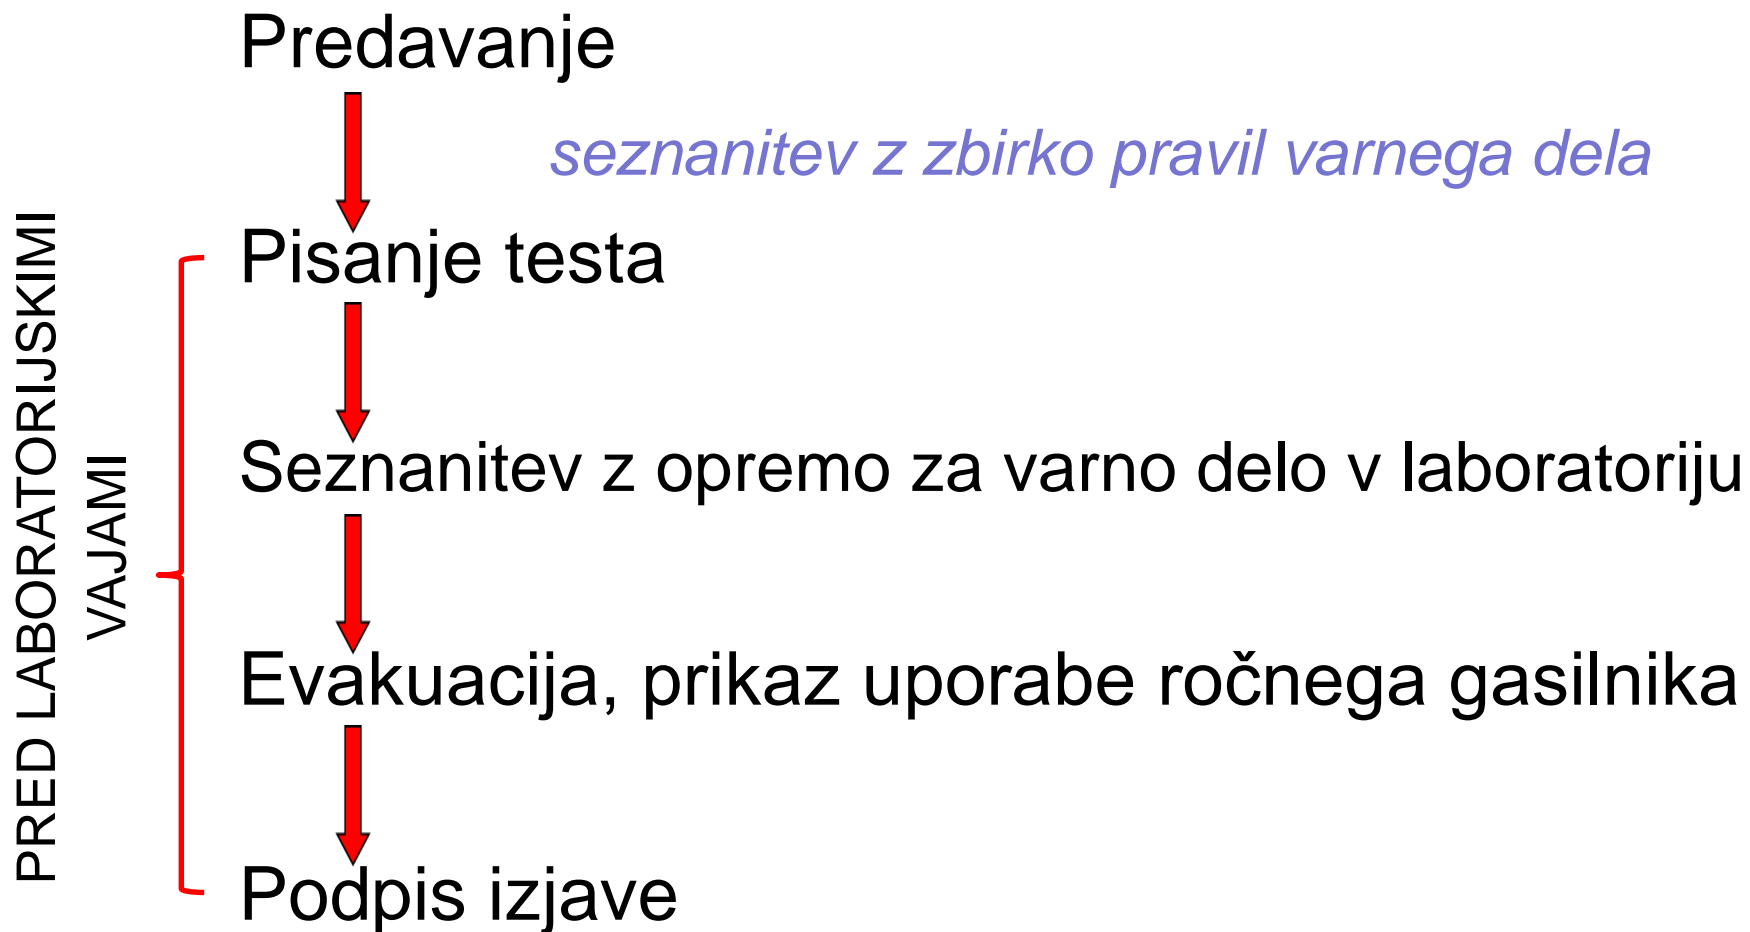 Predavanje
seznanitev z zbirko pravil varnega dela
Pisanje testa
Seznanitev z opremo za varno delo v laboratoriju
Evakuacija, prikaz uporabe ročnega gasilnika
Podpis izjave
PRED LABORATORIJSKIMI
VAJAMI